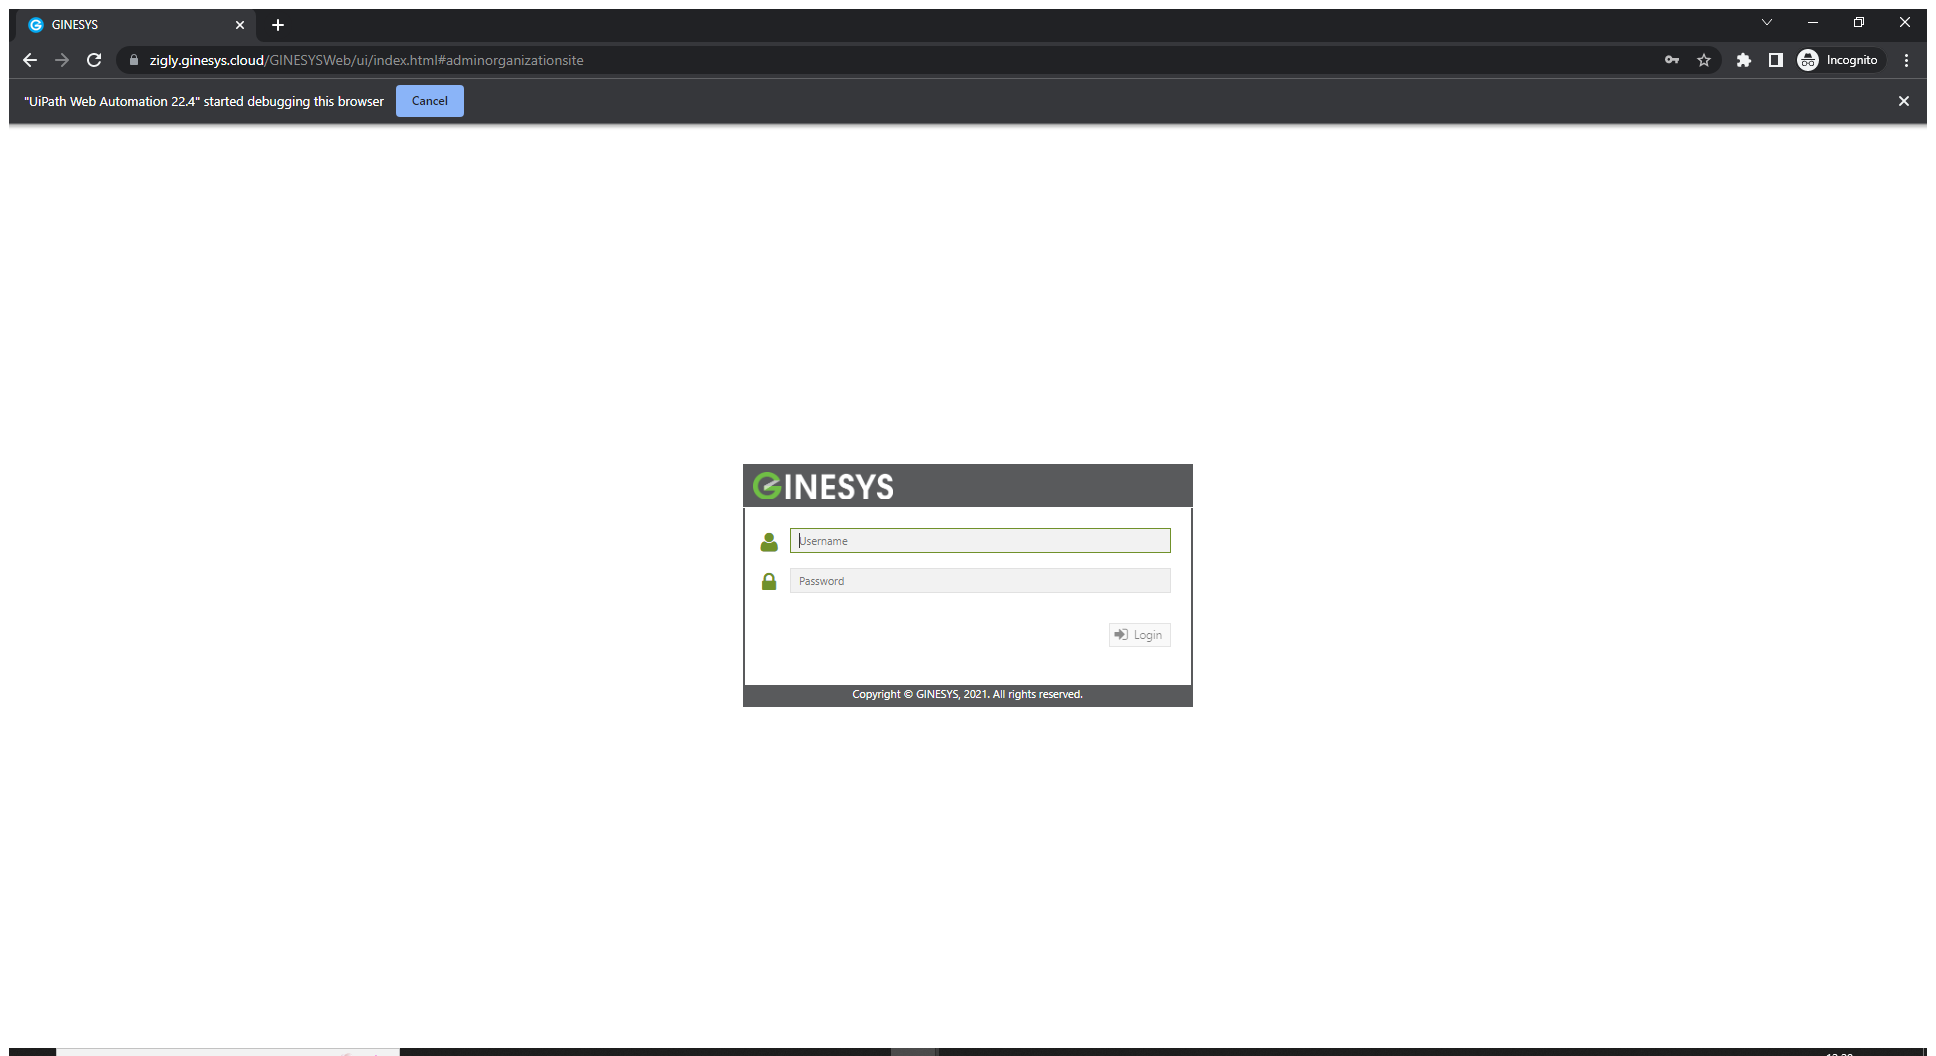 GINESYS
zigly.ginesys.cloud/GINESYSWeb/ui/index.html#adminorganizationsite
Incognito
"UiPath Web Automation 22.4" started debugging this browser
Cancel
GINESYS
Username
Password
Login
Copyright © GINESYS, 2021. All rights reserved.